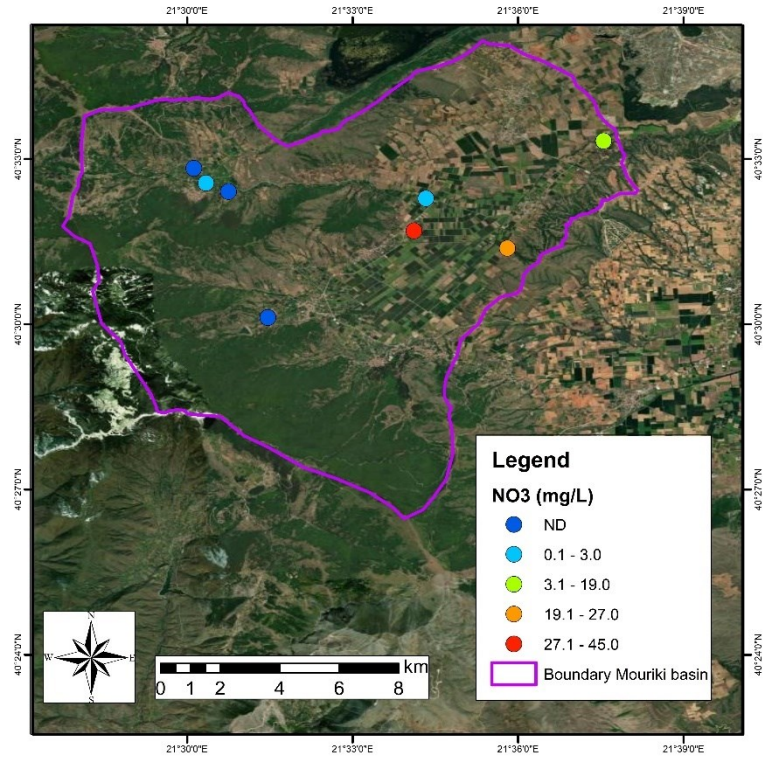 21°30'0"E 21°33'0"E 21°36'0"E 21°39'0"E
40°33'0"N 40°33'0"N
40°30'0"N 40°30'0"N
40°27'0"N 40°27'0"N
40°24'0"N 40°24'0"N
Legend
NO3 (mg/L)
ND
0.1 - 3.0
3.1 - 19.0
19.1 - 27.0
27.1 - 45.0
Boundary Mouriki basin
N
W E
S
km
0 1 2 4 6 8
21°30'0"E 21°33'0"E 21°36'0"E 21°39'0"E